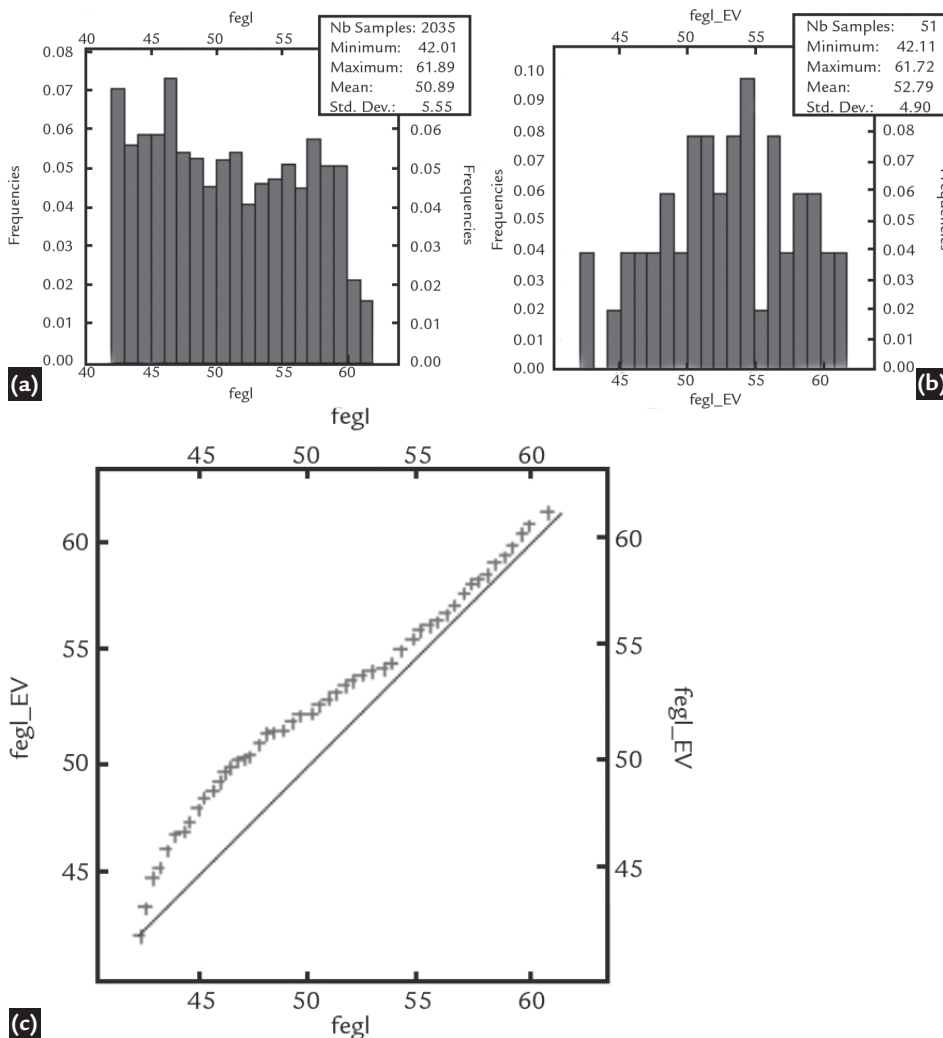 fegl
40 45 50 55
Nb Samples: 2035
Minimum: 42.01
Maximum: 61.89
Mean: 50.89
Std. Dev.: 5.55
0.08
0.07
0.06
0.05
0.04
0.03
0.02
0.01
0.00
Frequencies
0.06
0.05
0.04
0.03
0.02
0.01
0.00
Frequencies
40 45 50 55 60
fegl
(a)
fegl_EV
45 50 55
Nb Samples: 51
Minimum: 42.11
Maximum: 61.72
Mean: 52.79
Std. Dev.: 4.90
0.10
0.09
0.08
0.07
0.06
0.05
0.04
0.03
0.02
0.01
0.00
Frequencies
0.08
0.07
0.06
0.05
0.04
0.03
0.02
0.01
0.00
45 50 55 60
fegl_EV
(b)
fegl
45 50 55 60
60
55
50
45
fegl_EV
60
55
50
45
fegl_EV
45 50 55 60
fegl
(c)